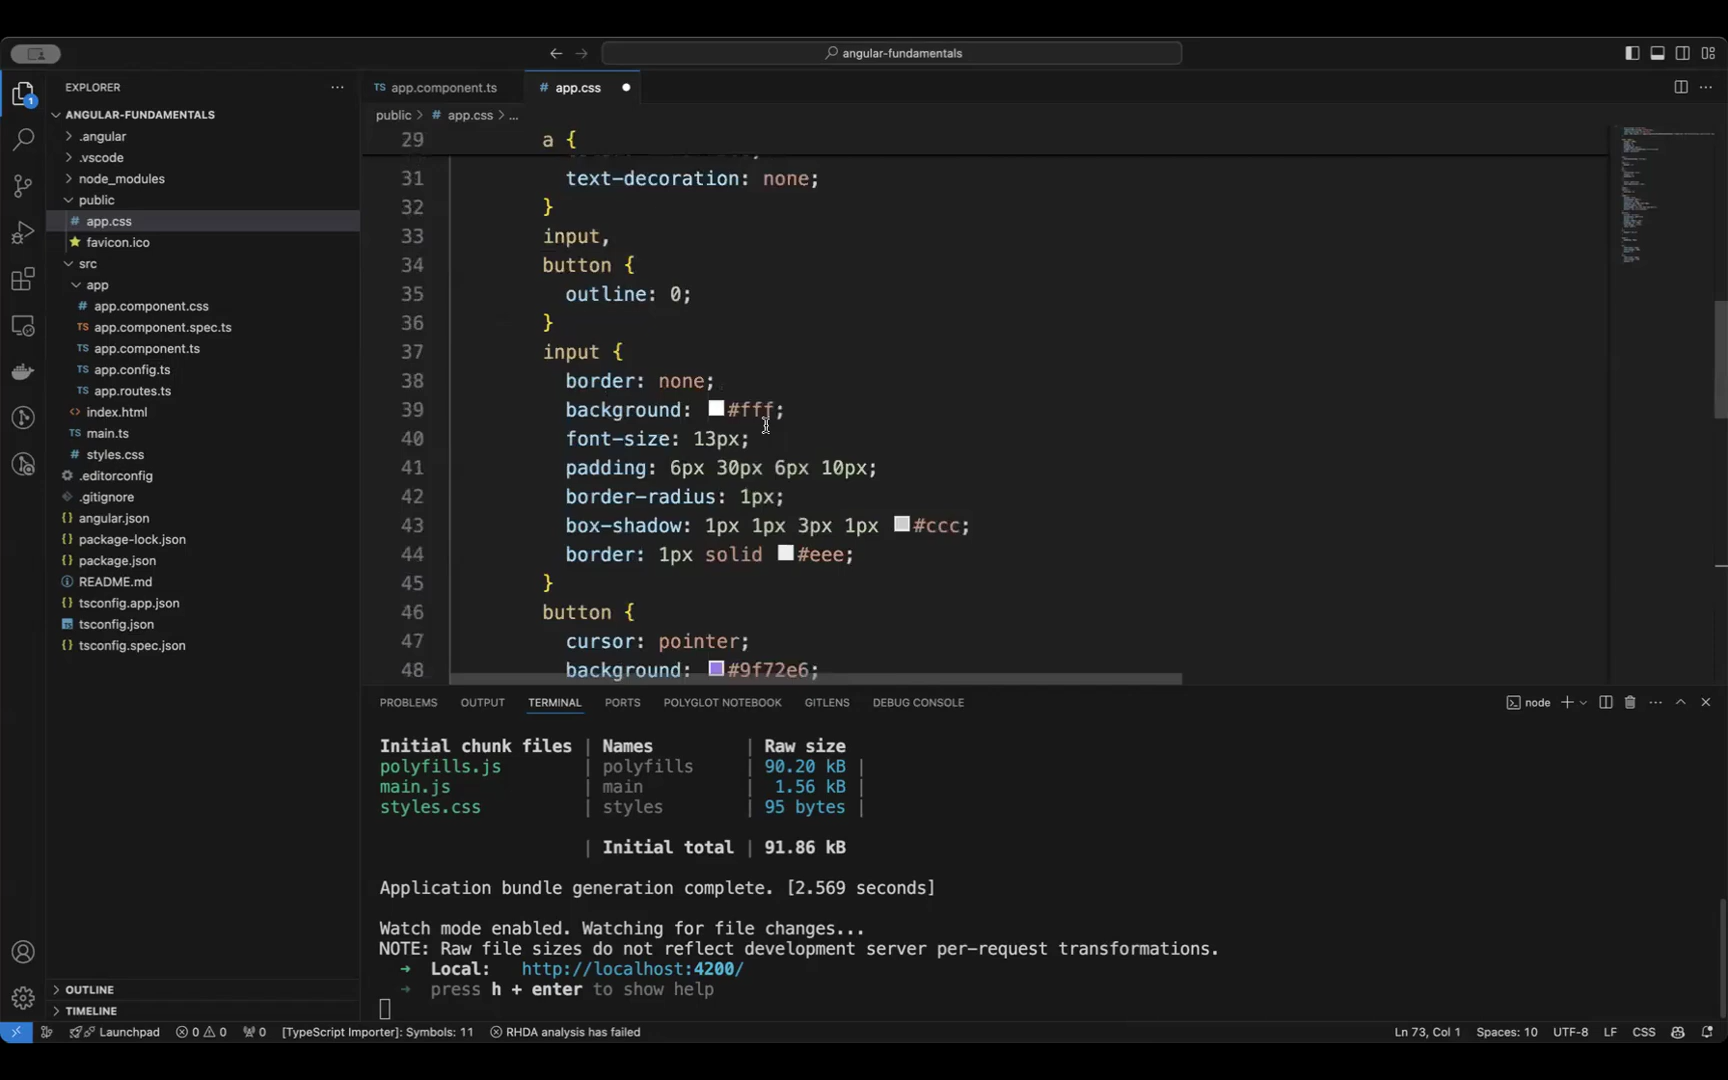 angular-fundamentals
EXPLORER
ANGULAR-FUNDAMENTALS
.angular
.vscode
node_modules
public
# app.css
favicon.ico
src
app
# app.component.css
TS app.component.spec.ts
TS app.component.ts
TS app.config.ts
TS app.routes.ts
<> index.html
TS main.ts
# styles.css
.editorconfig
.gitignore
{} angular.json
{} package-lock.json
{} package.json
README.md
{} tsconfig.app.json
tsconfig.json
{} tsconfig.spec.json
OUTLINE
TIMELINE
1
TS app.component.ts
# app.css
public > # app.css > ...
29 a {
31 text-decoration: none;
32 }
33 input,
34 button {
35 outline: 0;
36 }
37 input {
38 border: none;
39 background: #fff;
40 font-size: 13px;
41 padding: 6px 30px 6px 10px;
42 border-radius: 1px;
43 box-shadow: 1px 1px 3px 1px #ccc;
44 border: 1px solid #eee;
45 }
46 button {
47 cursor: pointer;
48 background: #9f72e6;
PROBLEMS OUTPUT TERMINAL PORTS POLYGLOT NOTEBOOK GITLENS DEBUG CONSOLE
node
Initial chunk files | Names | Raw size
polyfills.js | polyfills | 90.20 kB |
main.js | main | 1.56 kB |
styles.css | styles | 95 bytes |
| Initial total | 91.86 kB
Application bundle generation complete. [2.569 seconds]
Watch mode enabled. Watching for file changes...
NOTE: Raw file sizes do not reflect development server per-request transformations.
➜ Local: http://localhost:4200/
➜ press h + enter to show help
Launchpad 0 0 0 [TypeScript Importer]: Symbols: 11 RHDA analysis has failed Ln 73, Col 1 Spaces: 10 UTF-8 LF CSS